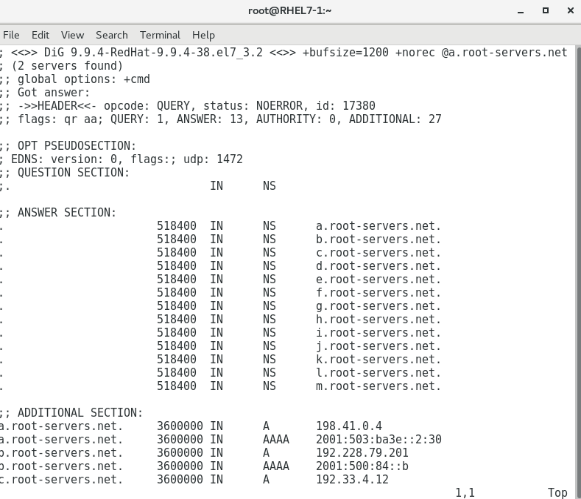 root@RHEL7-1:~
File Edit View Search Terminal Help
; <<>> DiG 9.9.4-RedHat-9.9.4-38.el7_3.2 <<>> +bufsize=1200 +norec @a.root-servers.net
; (2 servers found)
;; global options: +cmd
;; Got answer:
;; ->>HEADER<<- opcode: QUERY, status: NOERROR, id: 17380
;; flags: qr aa; QUERY: 1, ANSWER: 13, AUTHORITY: 0, ADDITIONAL: 27
;; OPT PSEUDOSECTION:
; EDNS: version: 0, flags:; udp: 1472
;; QUESTION SECTION:
;. IN NS
;; ANSWER SECTION:
. 518400 IN NS a.root-servers.net.
. 518400 IN NS b.root-servers.net.
. 518400 IN NS c.root-servers.net.
. 518400 IN NS d.root-servers.net.
. 518400 IN NS e.root-servers.net.
. 518400 IN NS f.root-servers.net.
. 518400 IN NS g.root-servers.net.
. 518400 IN NS h.root-servers.net.
. 518400 IN NS i.root-servers.net.
. 518400 IN NS j.root-servers.net.
. 518400 IN NS k.root-servers.net.
. 518400 IN NS l.root-servers.net.
. 518400 IN NS m.root-servers.net.
;; ADDITIONAL SECTION:
a.root-servers.net. 3600000 IN A 198.41.0.4
a.root-servers.net. 3600000 IN AAAA 2001:503:ba3e::2:30
b.root-servers.net. 3600000 IN A 192.228.79.201
b.root-servers.net. 3600000 IN AAAA 2001:500:84::b
c.root-servers.net. 3600000 IN A 192.33.4.12
1,1 Top